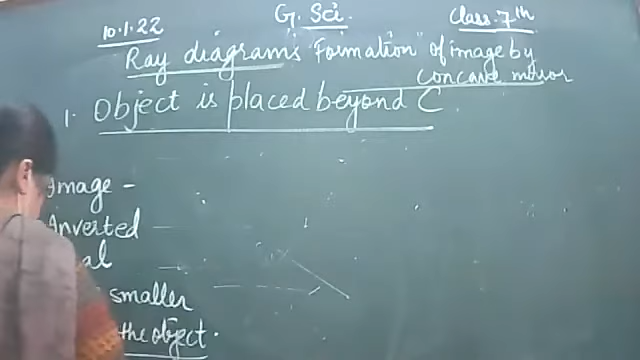 10.1.22 G. Sci. Class. 7th
Ray diagrams "Formation" of image by
concave mirror
1. Object is placed beyond C
Image -
Inverted
smaller
the object.